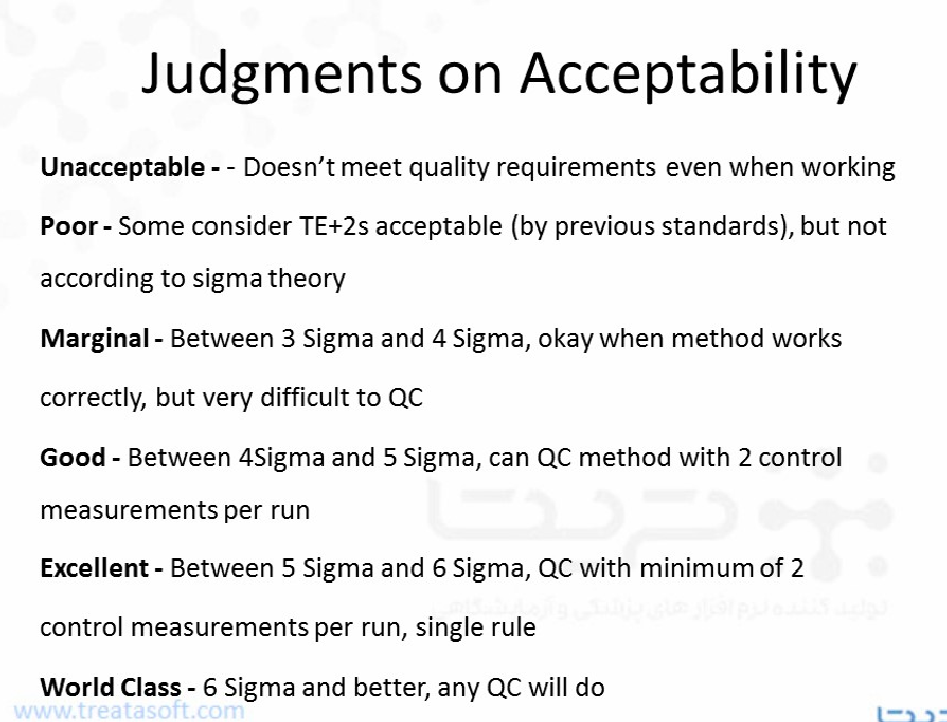 Judgments on Acceptability
Unacceptable - - Doesn’t meet quality requirements even when working
Poor - Some consider TE+2s acceptable (by previous standards), but not
according to sigma theory
Marginal - Between 3 Sigma and 4 Sigma, okay when method works
correctly, but very difficult to QC
Good - Between 4Sigma and 5 Sigma, can QC method with 2 control
measurements per run
Excellent - Between 5 Sigma and 6 Sigma, QC with minimum of 2
تولید کننده نرم افزار های پزشکی و آزمایشگاهی
control measurements per run, single rule
World Class - 6 Sigma and better, any QC will do
www.treatasoft.com